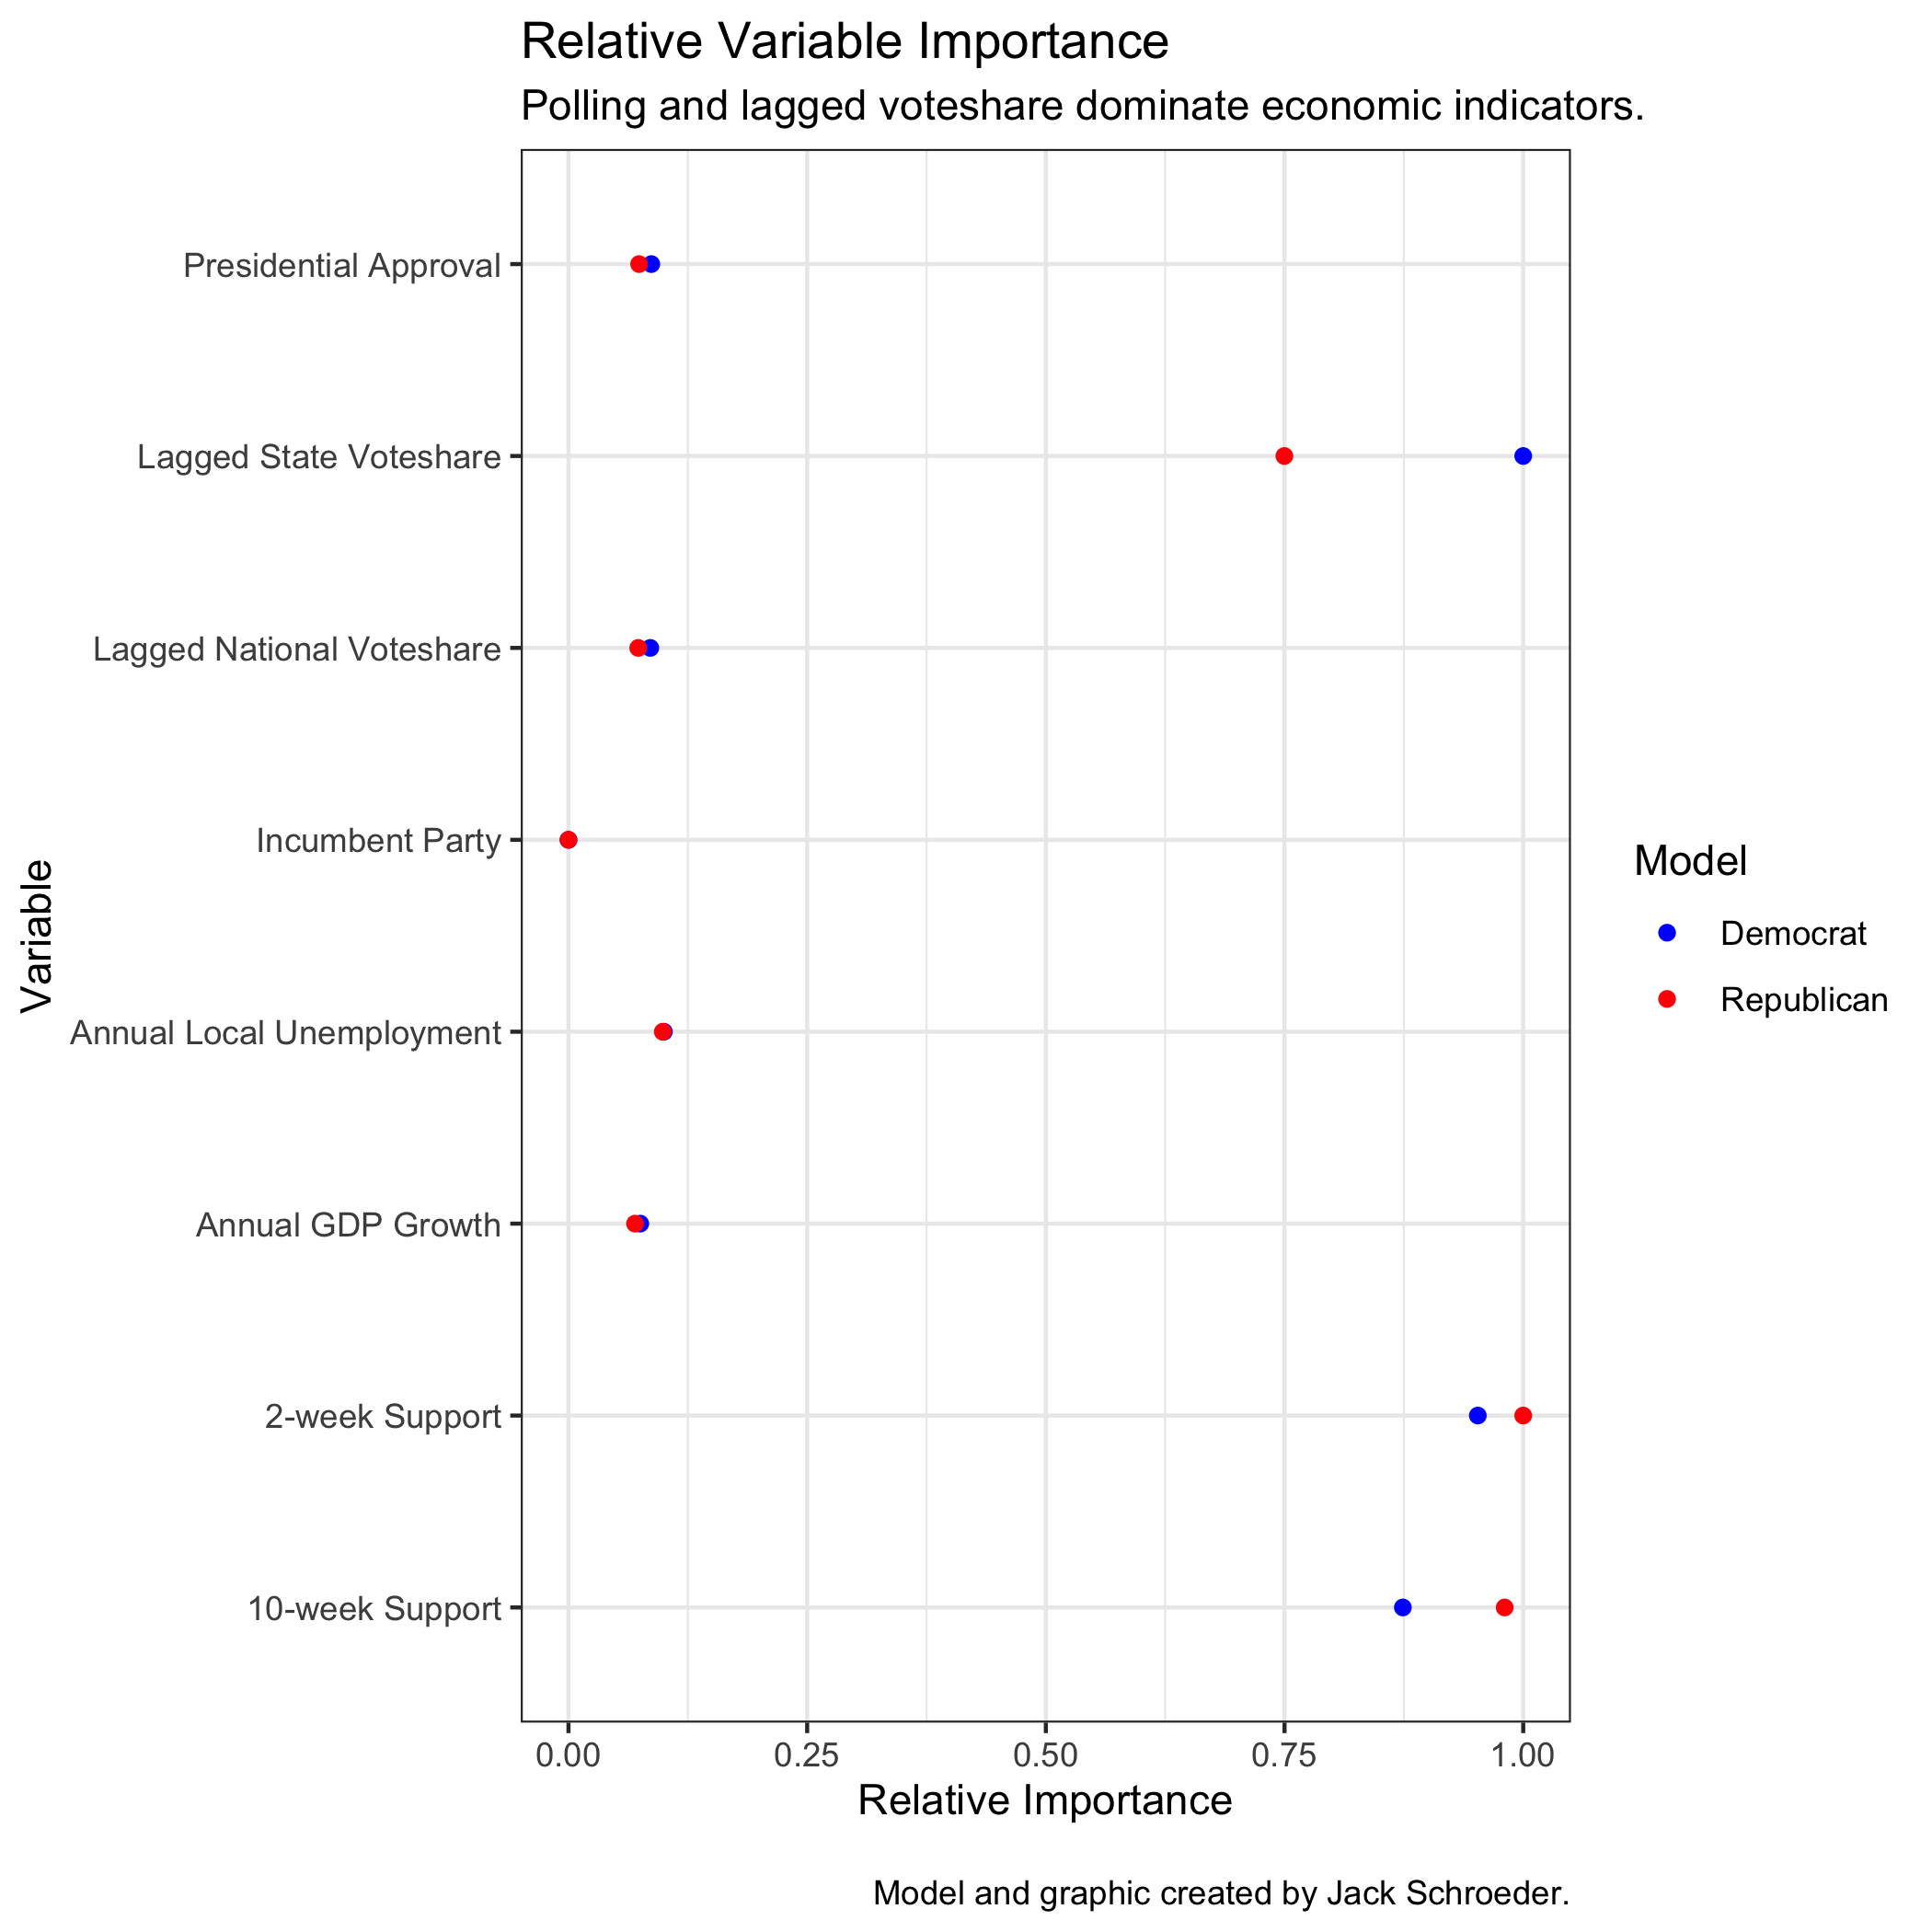 Relative Variable Importance
Polling and lagged voteshare dominate economic indicators.
Presidential Approval
Lagged State Voteshare
Lagged National Voteshare
Incumbent Party
Annual Local Unemployment
Annual GDP Growth
2-week Support
10-week Support
Variable
0.00 0.25 0.50 0.75 1.00
Relative Importance
Model
Democrat
Republican
Model and graphic created by Jack Schroeder.